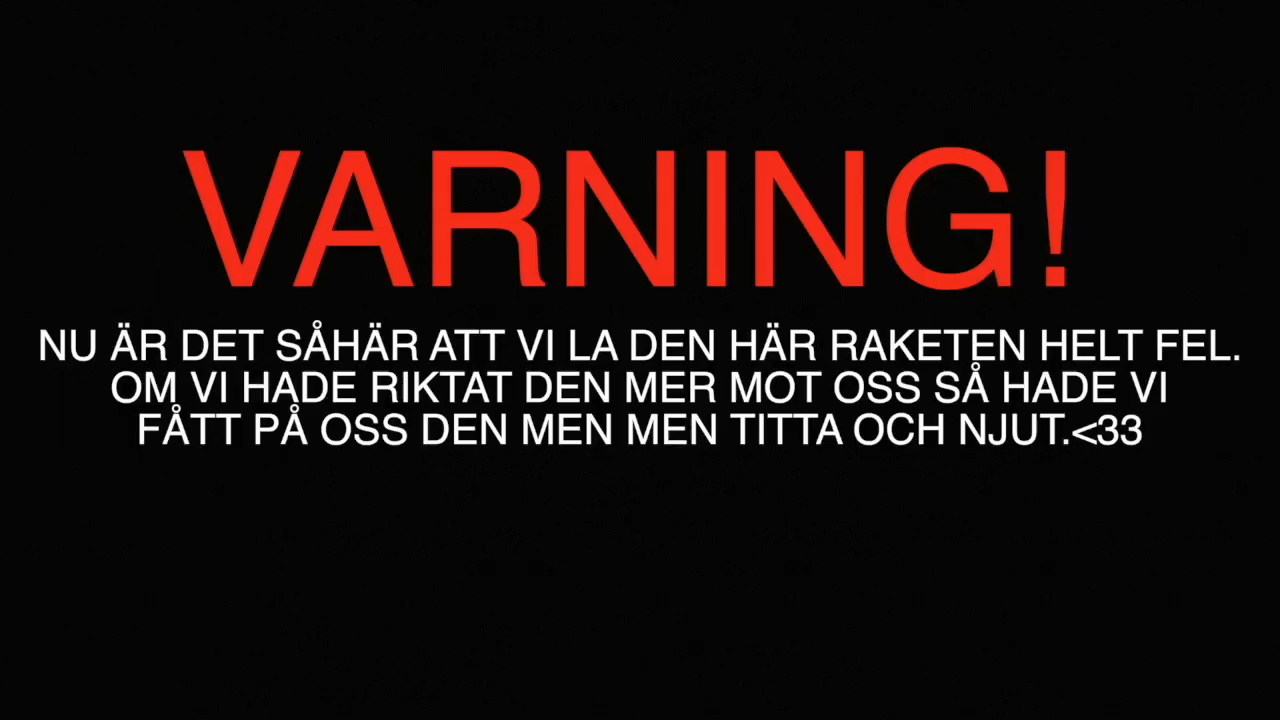 VARNING!
NU ÄR DET SÅHÄR ATT VI LA DEN HÄR RAKETEN HELT FEL.
OM VI HADE RIKTAT DEN MER MOT OSS SÅ HADE VI
FÅTT PÅ OSS DEN MEN MEN TITTA OCH NJUT.<33